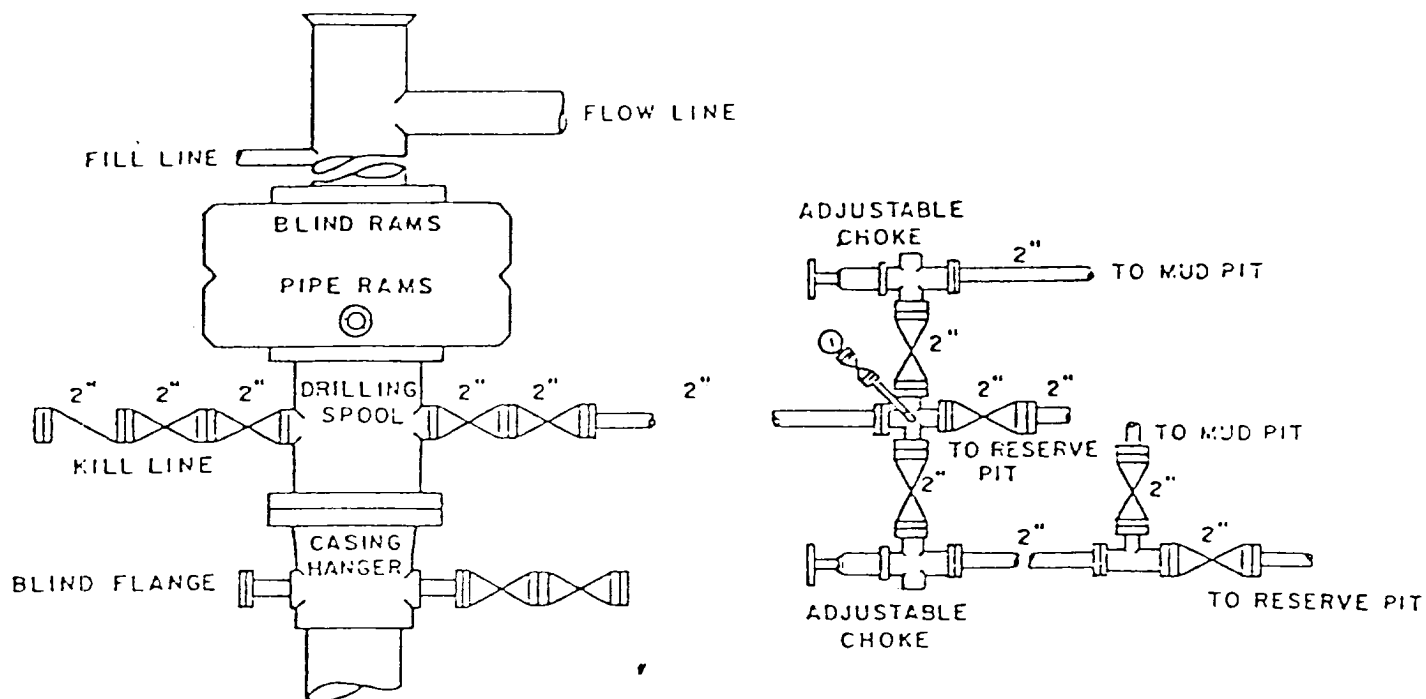 FLOW LINE
FILL LINE
BLIND RAMS
PIPE RAMS
2" 2" 2" DRILLING SPOOL 2" 2" 2"
KILL LINE
CASING
HANGER
BLIND FLANGE
ADJUSTABLE
CHOKE
2"
TO MUD PIT
2"
2" 2"
TO RESERVE
PIT
TO MUD PIT
2"
2"
2"
2"
TO RESERVE PIT
ADJUSTABLE
CHOKE